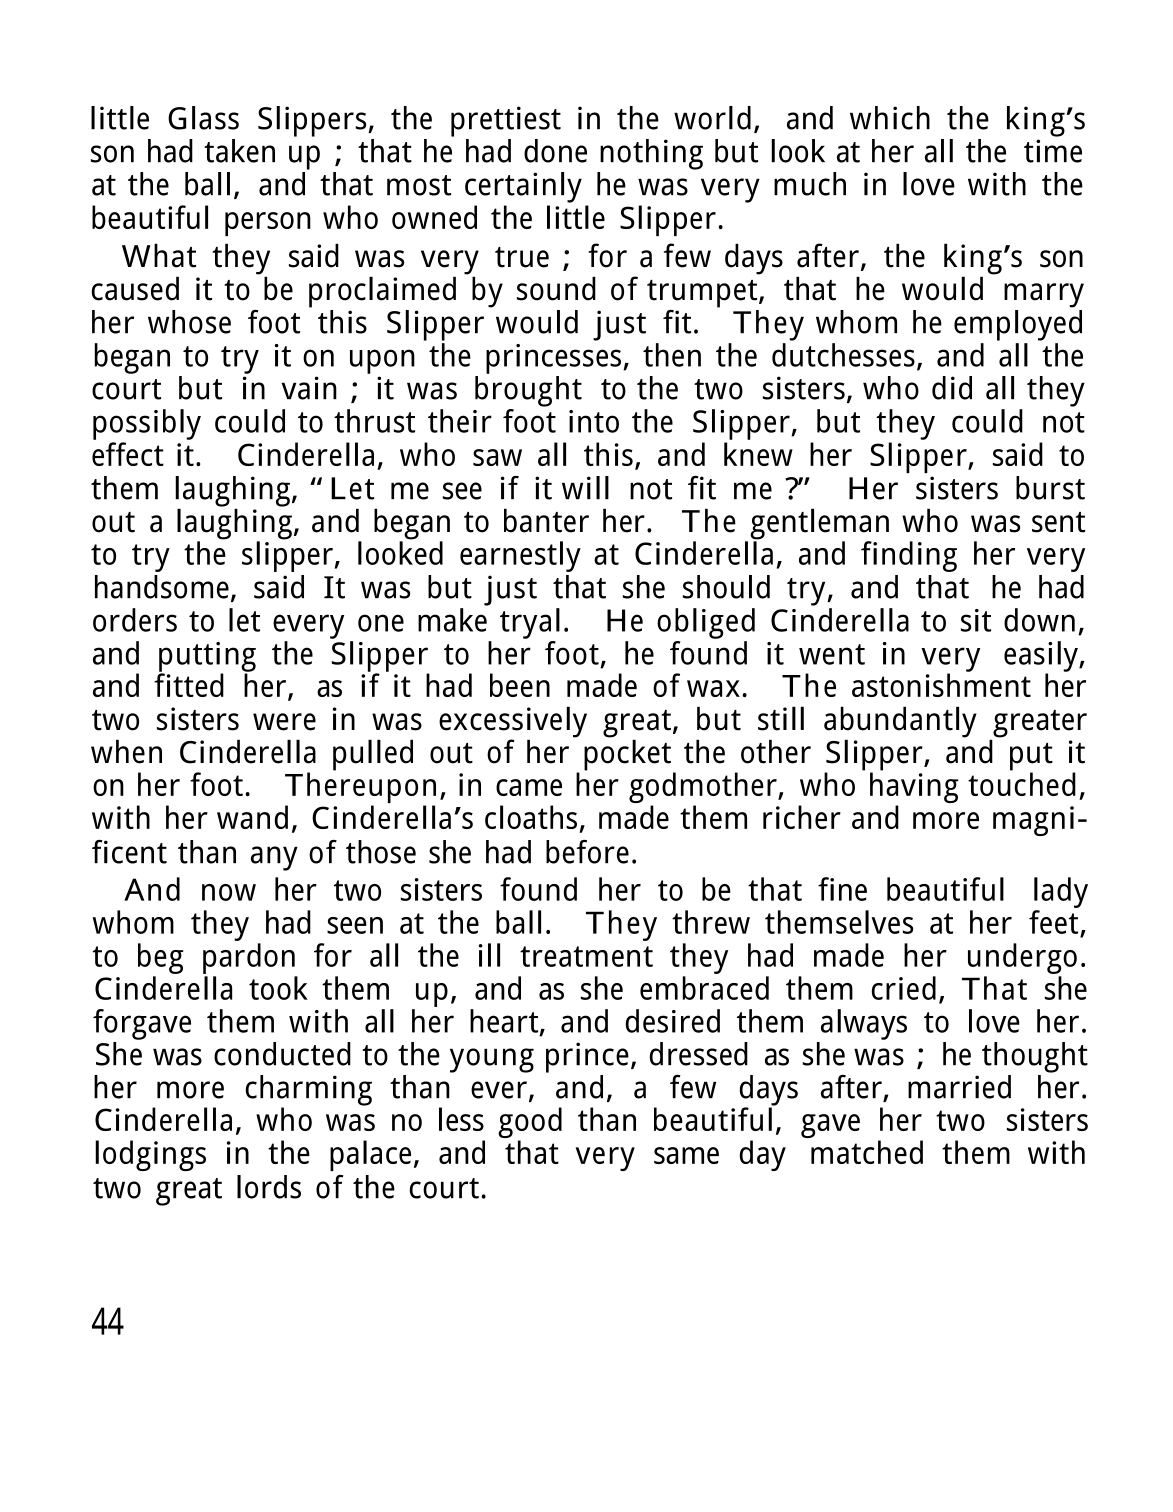 little Glass Slippers, the prettiest in the world, and which the king’s
son had taken up ; that he had done nothing but look at her all the time
at the ball, and that most certainly he was very much in love with the
beautiful person who owned the little Slipper.
What they said was very true ; for a few days after, the king’s son
caused it to be proclaimed by sound of trumpet, that he would marry
her whose foot this Slipper would just fit. They whom he employed
began to try it on upon the princesses, then the dutchesses, and all the
court but in vain ; it was brought to the two sisters, who did all they
possibly could to thrust their foot into the Slipper, but they could not
effect it. Cinderella, who saw all this, and knew her Slipper, said to
them laughing, “ Let me see if it will not fit me ?” Her sisters burst
out a laughing, and began to banter her. The gentleman who was sent
to try the slipper, looked earnestly at Cinderella, and finding her very
handsome, said It was but just that she should try, and that he had
orders to let every one make tryal. He obliged Cinderella to sit down,
and putting the Slipper to her foot, he found it went in very easily,
and fitted her, as if it had been made of wax. The astonishment her
two sisters were in was excessively great, but still abundantly greater
when Cinderella pulled out of her pocket the other Slipper, and put it
on her foot. Thereupon, in came her godmother, who having touched,
with her wand, Cinderella’s cloaths, made them richer and more magni-
ficent than any of those she had before.
And now her two sisters found her to be that fine beautiful lady
whom they had seen at the ball. They threw themselves at her feet,
to beg pardon for all the ill treatment they had made her undergo.
Cinderella took them up, and as she embraced them cried, That she
forgave them with all her heart, and desired them always to love her.
She was conducted to the young prince, dressed as she was ; he thought
her more charming than ever, and, a few days after, married her.
Cinderella, who was no less good than beautiful, gave her two sisters
lodgings in the palace, and that very same day matched them with
two great lords of the court.
44